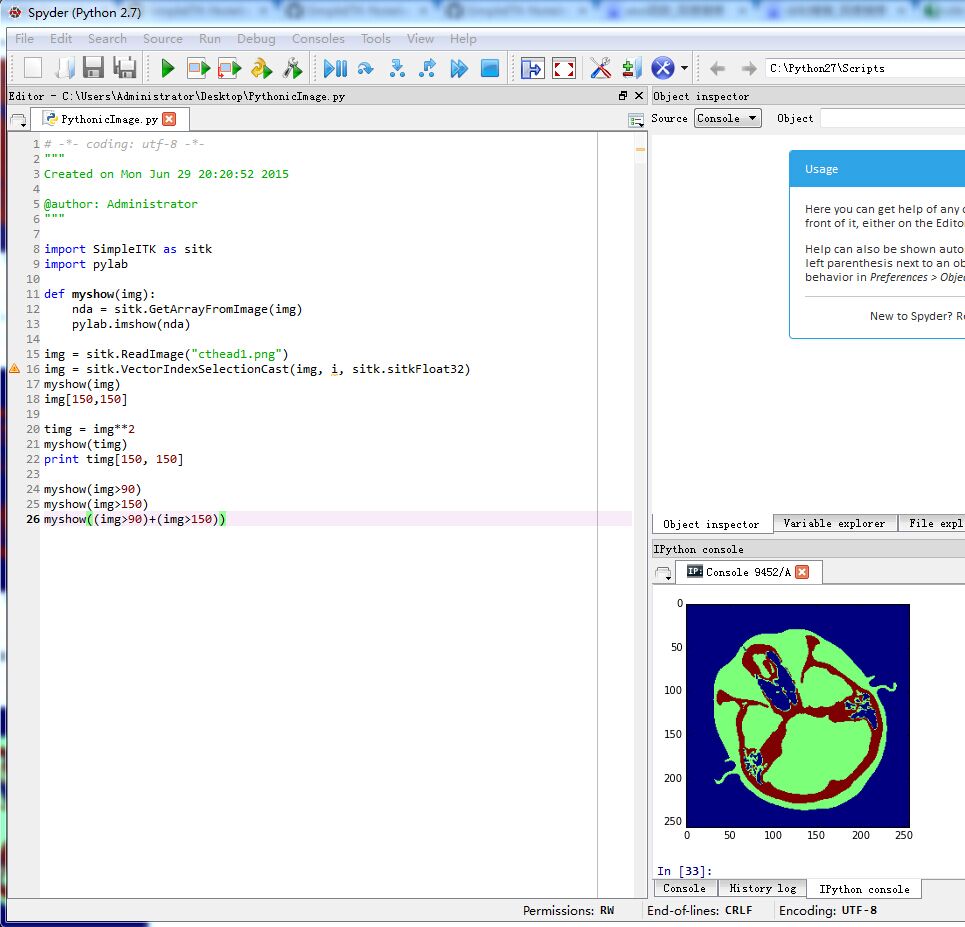 Spyder (Python 2.7)
File Edit Search Source Run Debug Consoles Tools View Help
C:\Python27\Scripts
Editor - C:\Users\Administrator\Desktop\PythonicImage.py
Object inspector
PythonicImage.py
Source Console Object
1 # -*- coding: utf-8 -*-
2 """
3 Created on Mon Jun 29 20:20:52 2015
4
5 @author: Administrator
6 """
7
8 import SimpleITK as sitk
9 import pylab
10
11 def myshow(img):
12     nda = sitk.GetArrayFromImage(img)
13     pylab.imshow(nda)
14
15 img = sitk.ReadImage("cthead1.png")
16 img = sitk.VectorIndexSelectionCast(img, i, sitk.sitkFloat32)
17 myshow(img)
18 img[150,150]
19
20 timg = img**2
21 myshow(timg)
22 print timg[150, 150]
23
24 myshow(img>90)
25 myshow(img>150)
26 myshow((img>90)+(img>150))
Usage
Here you can get help of any
front of it, either on the Edito
Help can also be shown auto
left parenthesis next to an ob
behavior in Preferences > Obje
New to Spyder? Re
Object inspector Variable explorer File expl
IPython console
IP: Console 9452/A
0
50
100
150
200
250
0 50 100 150 200 250
In [33]:
Console History log IPython console
Permissions: RW End-of-lines: CRLF Encoding: UTF-8